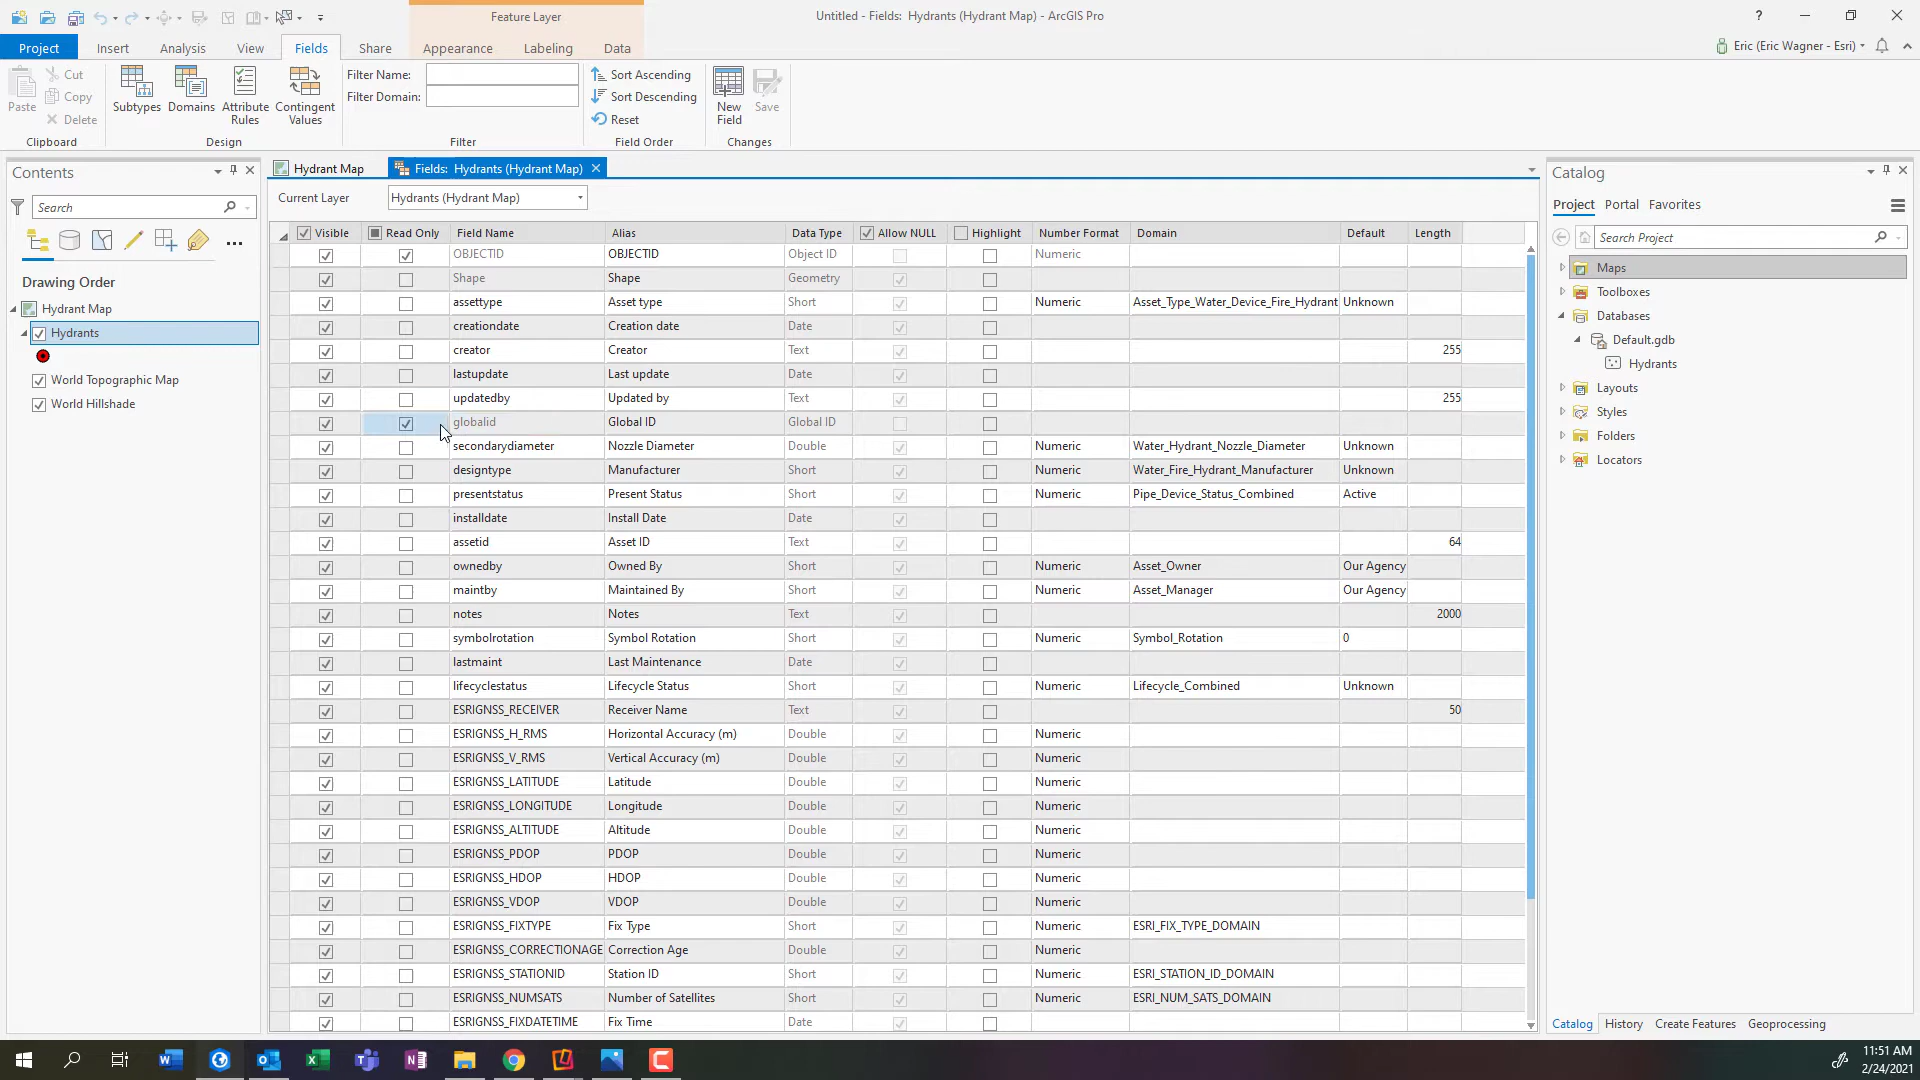 Feature Layer
Untitled - Fields: Hydrants (Hydrant Map) - ArcGIS Pro
?
Project Insert Analysis View Fields Share Appearance Labeling Data
Eric (Eric Wagner - Esri)
Paste
Cut
Copy
Delete
Clipboard
Subtypes Domains Attribute Rules Contingent Values
Design
Filter Name:
Filter Domain:
Filter
Sort Ascending
Sort Descending
Reset
Field Order
New Field Save
Changes
Contents
Search
Drawing Order
Hydrant Map
Hydrants
World Topographic Map
World Hillshade
Hydrant Map
Fields: Hydrants (Hydrant Map)
Current Layer Hydrants (Hydrant Map)
Visible Read Only Field Name Alias Data Type Allow NULL Highlight Number Format Domain Default Length
OBJECTID OBJECTID Object ID Numeric
Shape Shape Geometry
assettype Asset type Short Numeric Asset_Type_Water_Device_Fire_Hydrant Unknown
creationdate Creation date Date
creator Creator Text 255
lastupdate Last update Date
updatedby Updated by Text 255
globalid Global ID Global ID
secondarydiameter Nozzle Diameter Double Numeric Water_Hydrant_Nozzle_Diameter Unknown
designtype Manufacturer Short Numeric Water_Fire_Hydrant_Manufacturer Unknown
presentstatus Present Status Short Numeric Pipe_Device_Status_Combined Active
installdate Install Date Date
assetid Asset ID Text 64
ownedby Owned By Short Numeric Asset_Owner Our Agency
maintby Maintained By Short Numeric Asset_Manager Our Agency
notes Notes Text 2000
symbolrotation Symbol Rotation Short Numeric Symbol_Rotation 0
lastmaint Last Maintenance Date
lifecyclestatus Lifecycle Status Short Numeric Lifecycle_Combined Unknown
ESRIGNSS_RECEIVER Receiver Name Text 50
ESRIGNSS_H_RMS Horizontal Accuracy (m) Double Numeric
ESRIGNSS_V_RMS Vertical Accuracy (m) Double Numeric
ESRIGNSS_LATITUDE Latitude Double Numeric
ESRIGNSS_LONGITUDE Longitude Double Numeric
ESRIGNSS_ALTITUDE Altitude Double Numeric
ESRIGNSS_PDOP PDOP Double Numeric
ESRIGNSS_HDOP HDOP Double Numeric
ESRIGNSS_VDOP VDOP Double Numeric
ESRIGNSS_FIXTYPE Fix Type Short Numeric ESRI_FIX_TYPE_DOMAIN
ESRIGNSS_CORRECTIONAGE Correction Age Double Numeric
ESRIGNSS_STATIONID Station ID Short Numeric ESRI_STATION_ID_DOMAIN
ESRIGNSS_NUMSATS Number of Satellites Short Numeric ESRI_NUM_SATS_DOMAIN
ESRIGNSS_FIXDATETIME Fix Time Date
Catalog
Project Portal Favorites
Search Project
Maps
Toolboxes
Databases
Default.gdb
Hydrants
Layouts
Styles
Folders
Locators
Catalog History Create Features Geoprocessing
11:51 AM
2/24/2021